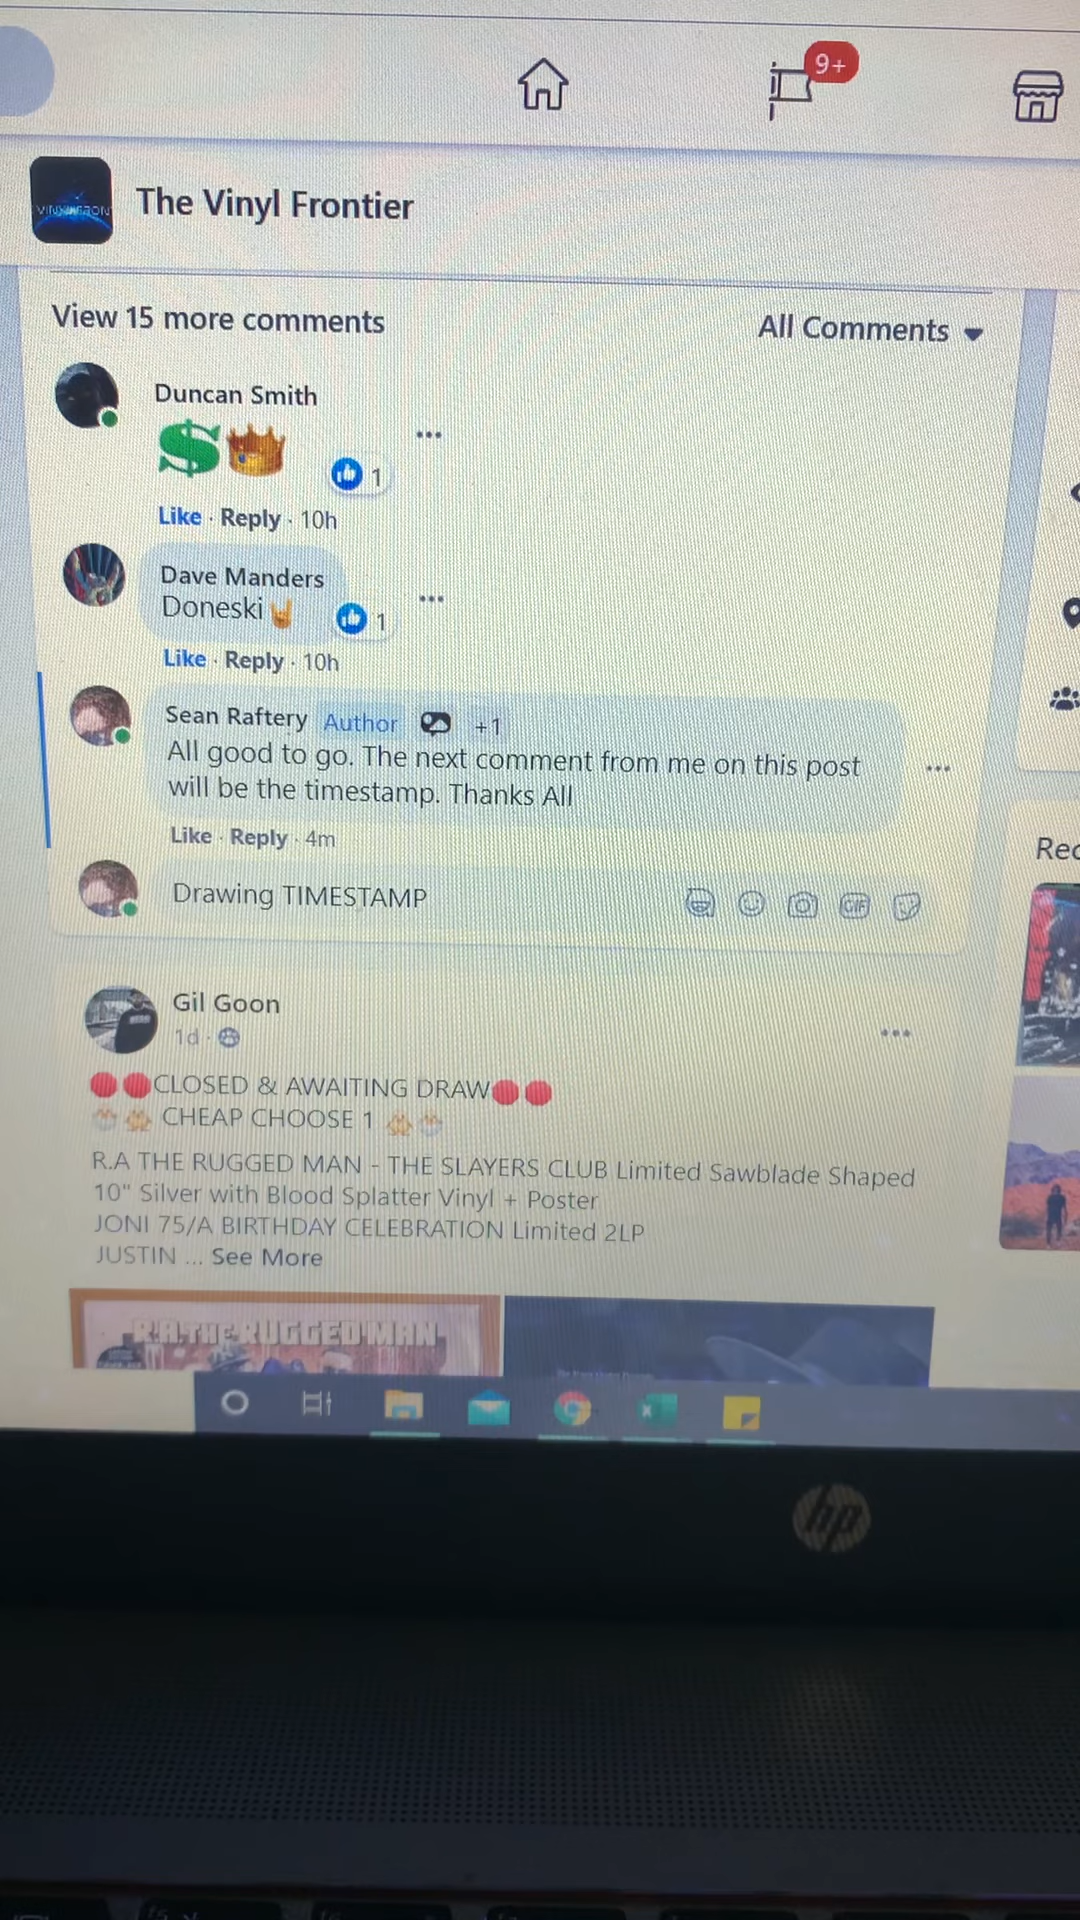 9+
The Vinyl Frontier
View 15 more comments
All Comments
Duncan Smith
1
Like · Reply · 10h
Dave Manders
Doneski🤘
1
Like · Reply · 10h
Sean Raftery Author +1
All good to go. The next comment from me on this post
will be the timestamp. Thanks All
Like · Reply · 4m
Drawing TIMESTAMP
GIF
Rec
Gil Goon
1d ·
🔴🔴CLOSED & AWAITING DRAW🔴🔴
CHEAP CHOOSE 1
R.A THE RUGGED MAN - THE SLAYERS CLUB Limited Sawblade Shaped
10" Silver with Blood Splatter Vinyl + Poster
JONI 75/A BIRTHDAY CELEBRATION Limited 2LP
JUSTIN ... See More
R.A. THE RUGGED MAN
hp